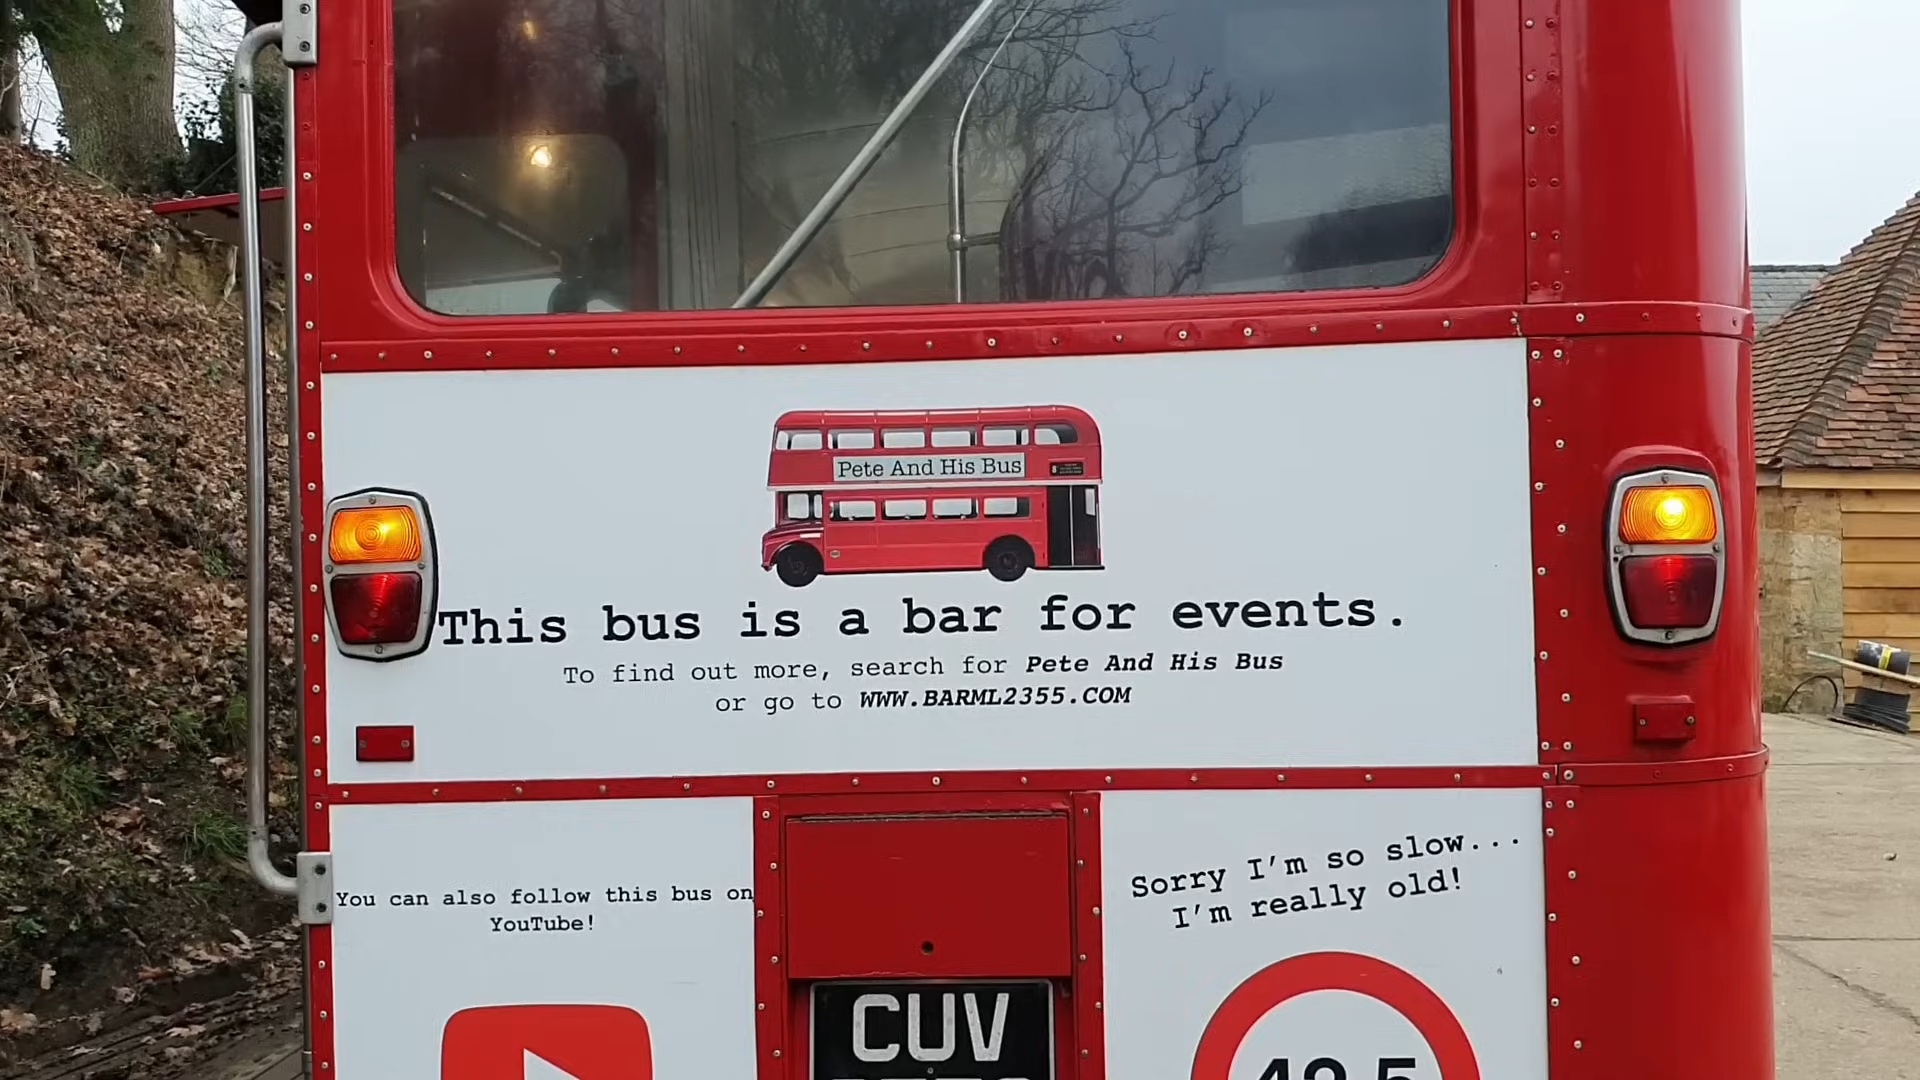 Pete And His Bus
This bus is a bar for events.
To find out more, search for Pete And His Bus
or go to WWW.BARML2355.COM
You can also follow this bus on
YouTube!
Sorry I'm so slow...
I'm really old!
CUV
42.5